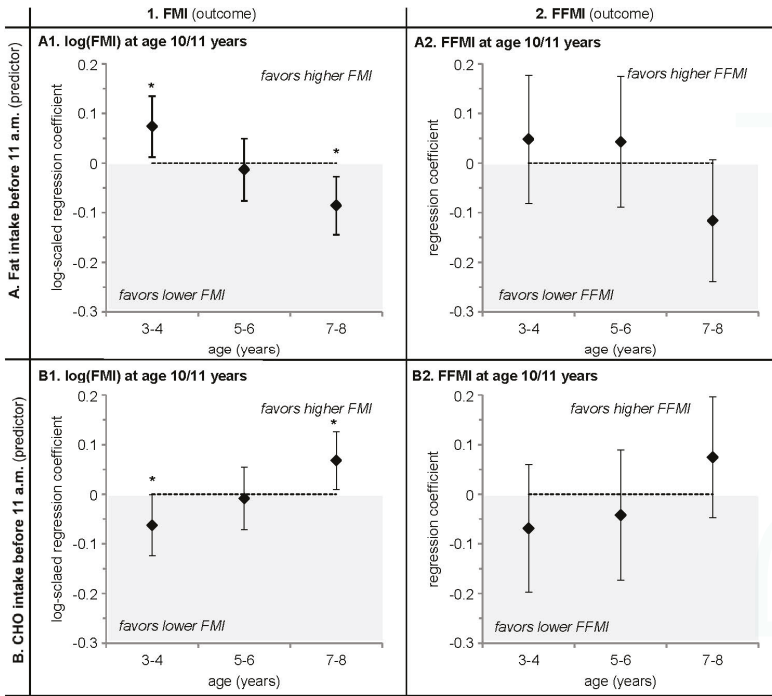 1. FMI (outcome)
2. FFMI (outcome)
A. Fat intake before 11 a.m. (predictor)
A1. log(FMI) at age 10/11 years
favors higher FMI
log-scaled regression coefficient
0.2
0.1
0
-0.1
-0.2
-0.3
*
*
favors lower FMI
3-4
5-6
7-8
age (years)
A2. FFMI at age 10/11 years
favors higher FFMI
regression coefficient
0.2
0.1
0
-0.1
-0.2
-0.3
favors lower FFMI
3-4
5-6
7-8
age (years)
B. CHO intake before 11 a.m. (predictor)
B1. log(FMI) at age 10/11 years
favors higher FMI
log-sclaed regression coefficient
0.2
0.1
0
-0.1
-0.2
-0.3
*
*
favors lower FMI
3-4
5-6
7-8
age (years)
B2. FFMI at age 10/11 years
favors higher FFMI
regression coefficient
0.2
0.1
0
-0.1
-0.2
-0.3
favors lower FFMI
3-4
5-6
7-8
age (years)